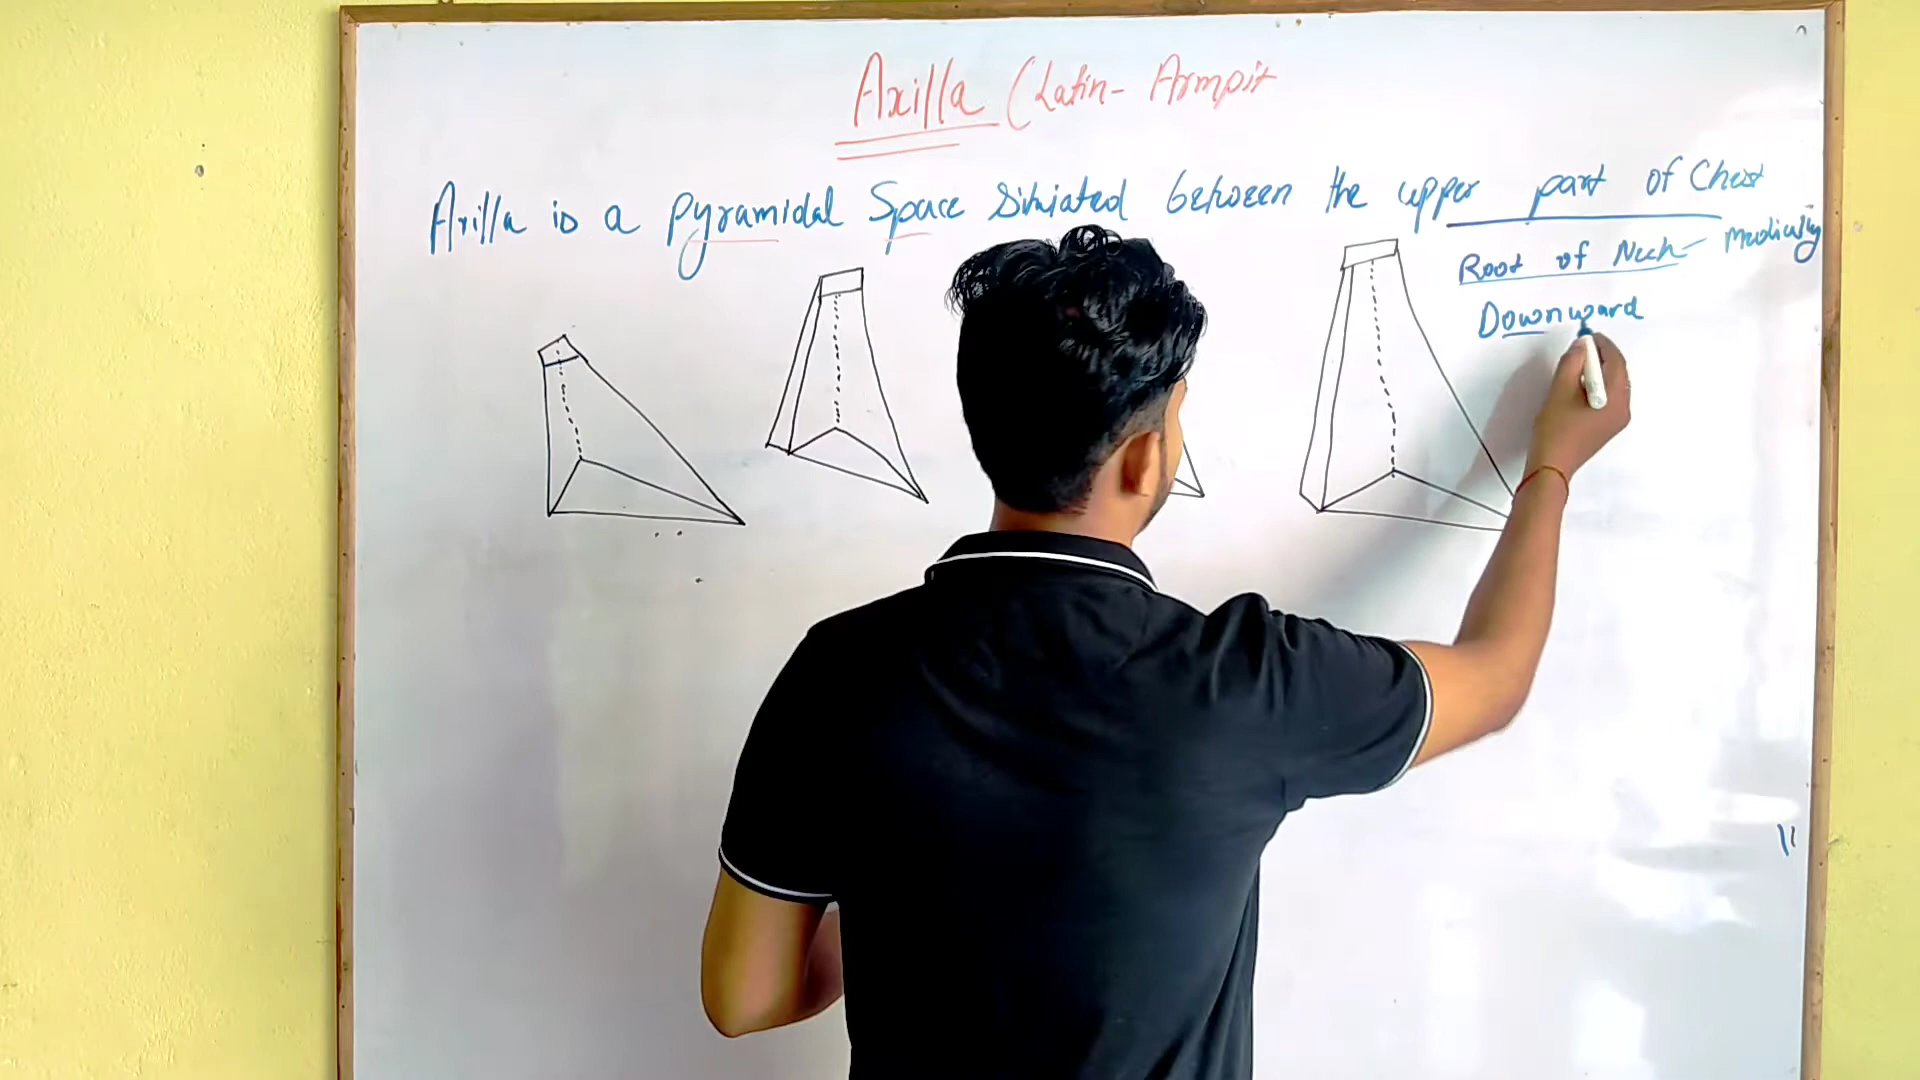 Axilla (Latin- Armpit
Axilla is a pyramidal Space Situated between the upper part of Chest
Root of Neck - Medially
Downward